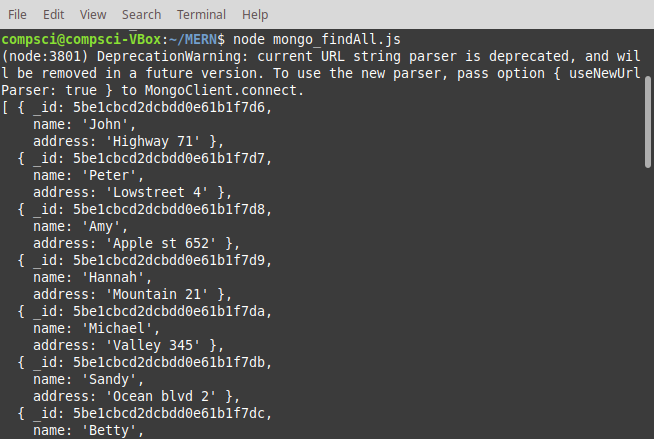 File Edit View Search Terminal Help
compsci@compsci-VBox:~/MERN$ node mongo_findAll.js
(node:3801) DeprecationWarning: current URL string parser is deprecated, and wil
l be removed in a future version. To use the new parser, pass option { useNewUrl
Parser: true } to MongoClient.connect.
[ { _id: 5be1cbcd2dcbdd0e61b1f7d6,
    name: 'John',
    address: 'Highway 71' },
  { _id: 5be1cbcd2dcbdd0e61b1f7d7,
    name: 'Peter',
    address: 'Lowstreet 4' },
  { _id: 5be1cbcd2dcbdd0e61b1f7d8,
    name: 'Amy',
    address: 'Apple st 652' },
  { _id: 5be1cbcd2dcbdd0e61b1f7d9,
    name: 'Hannah',
    address: 'Mountain 21' },
  { _id: 5be1cbcd2dcbdd0e61b1f7da,
    name: 'Michael',
    address: 'Valley 345' },
  { _id: 5be1cbcd2dcbdd0e61b1f7db,
    name: 'Sandy',
    address: 'Ocean blvd 2' },
  { _id: 5be1cbcd2dcbdd0e61b1f7dc,
    name: 'Betty',